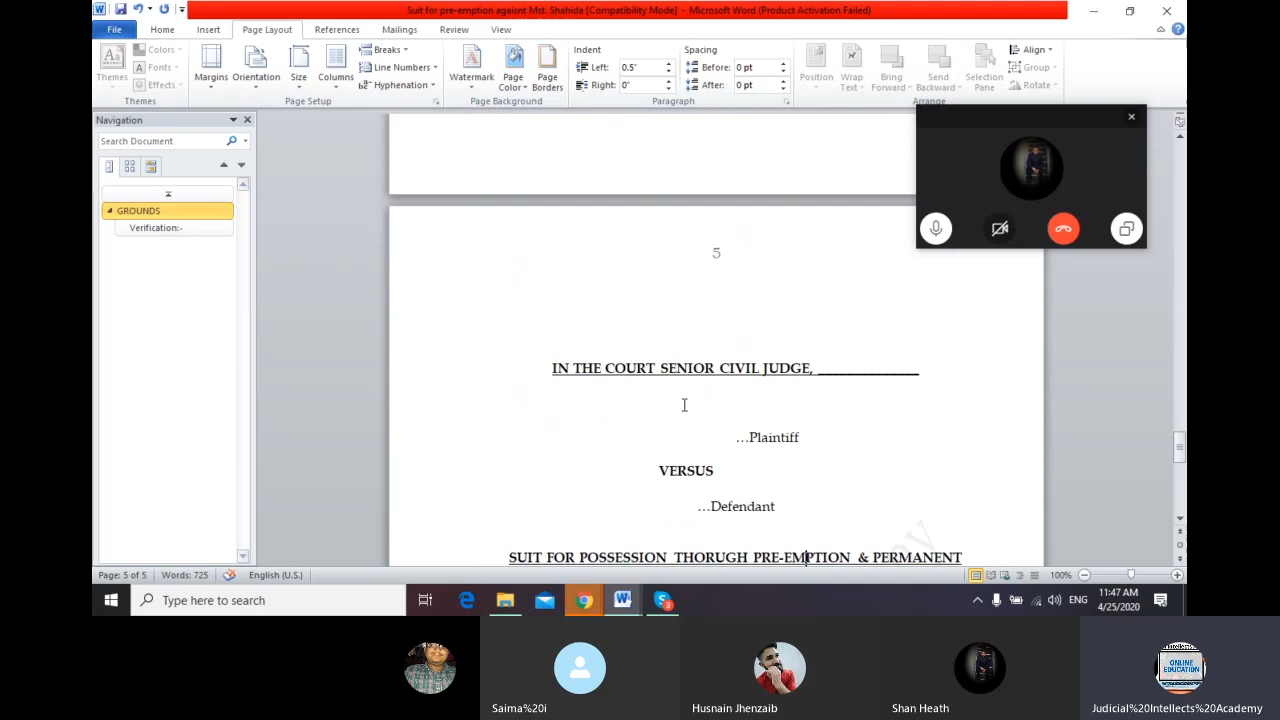 Suit for pre-emption agaisnt Mst. Shahida [Compatibility Mode] - Microsoft Word (Product Activation Failed)
File Home Insert Page Layout References Mailings Review View
Themes
Colors
Fonts
Effects
Themes
Margins
Orientation
Size
Columns
Breaks
Line Numbers
Hyphenation
Page Setup
Watermark
Page Color
Page Borders
Page Background
Indent
Left: 0.5"
Right: 0"
Spacing
Before: 0 pt
After: 0 pt
Paragraph
Position
Wrap Text
Bring Forward
Send Backward
Selection Pane
Align
Group
Rotate
Arrange
Navigation
Search Document
GROUNDS
Verification:-
5
IN THE COURT SENIOR CIVIL JUDGE, ______________
…Plaintiff
VERSUS
…Defendant
SUIT FOR POSSESSION THORUGH PRE-EMPTION & PERMANENT
Page: 5 of 5 Words: 725 English (U.S.) 100%
Type here to search
3
ENG
11:47 AM
4/25/2020
ONLINE
EDUCATION
Saima%20i
Husnain Jhenzaib
Shan Heath
Judicial%20Intellects%20Academy